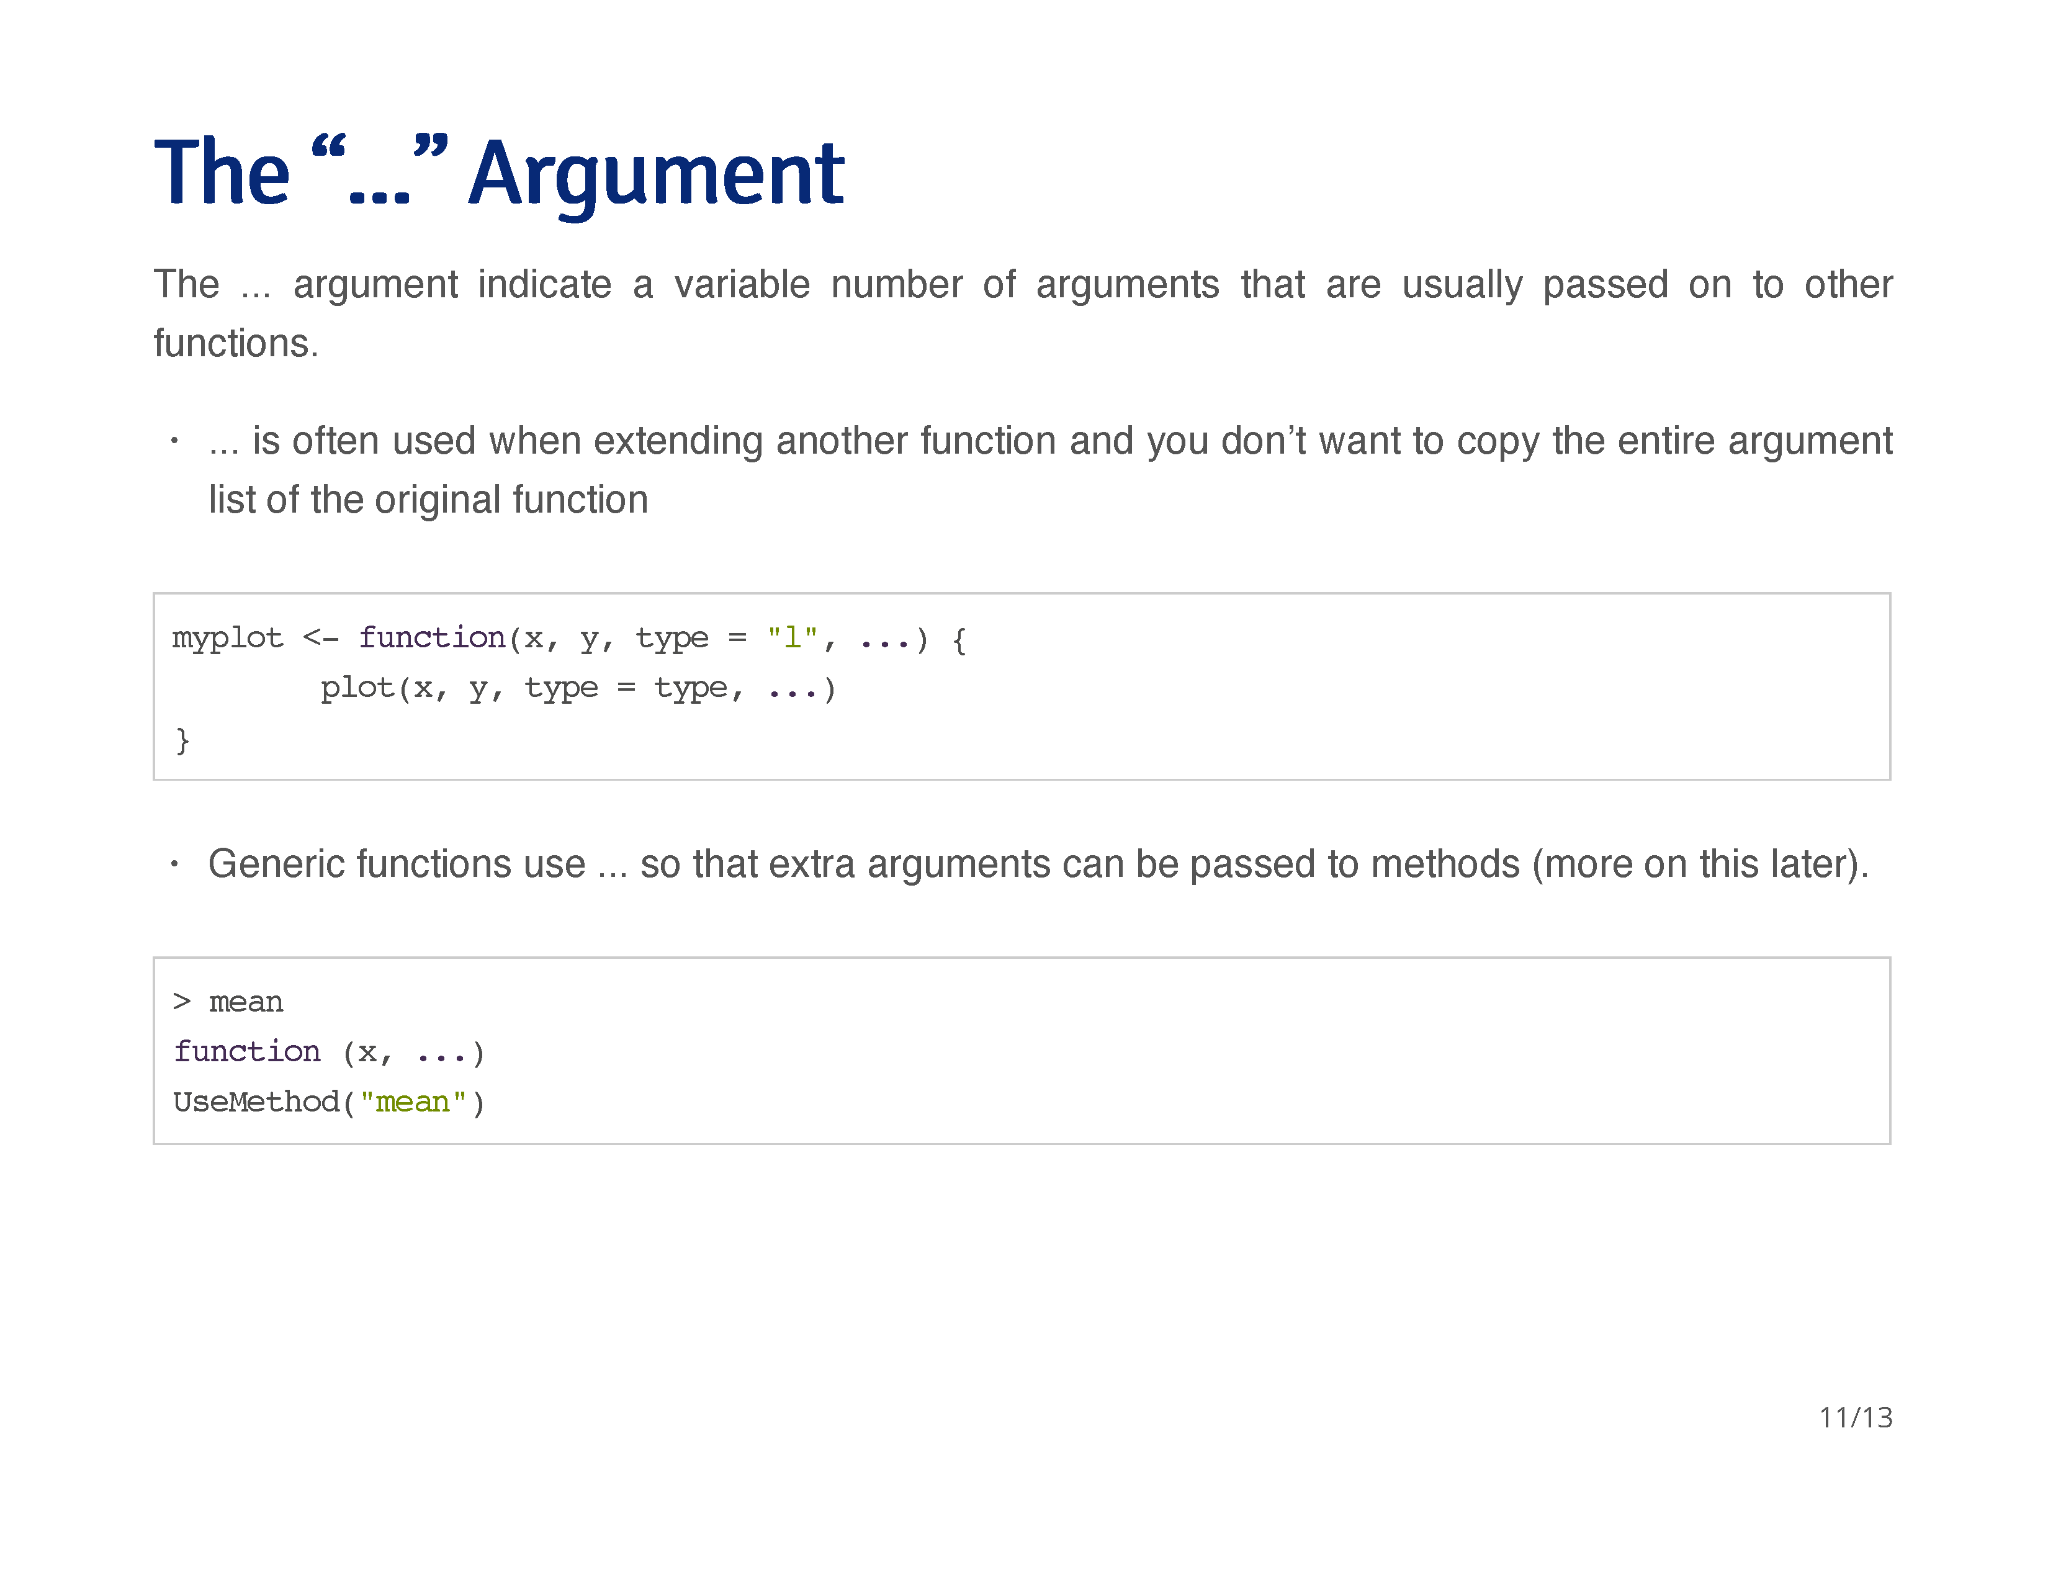 The “...” Argument
The ... argument indicate a variable number of arguments that are usually passed on to other
functions.
· ... is often used when extending another function and you don’t want to copy the entire argument
list of the original function
myplot <- function(x, y, type = "l", ...) {
        plot(x, y, type = type, ...)
}
· Generic functions use ... so that extra arguments can be passed to methods (more on this later).
> mean
function (x, ...)
UseMethod("mean")
11/13